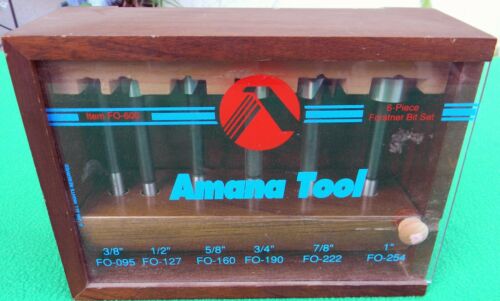 Item FO-600
6-Piece
Forstner Bit Set
Amana Tool
3/8" 1/2" 5/8" 3/4" 7/8" 1"
FO-095 FO-127 FO-160 FO-190 FO-222 FO-254